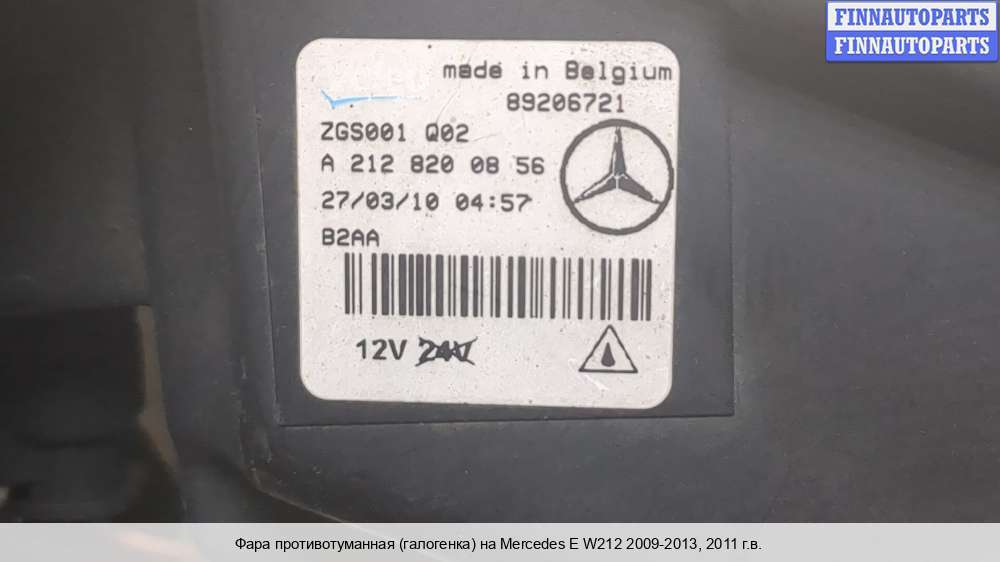 FINNAUTOPARTS
FINNAUTOPARTS
made in Belgium
89206721
ZGS001 Q02
A 212 820 08 56
27/03/10 04:57
B2AA
12V 24V
Фара противотуманная (галогенка) на Mercedes E W212 2009-2013, 2011 г.в.